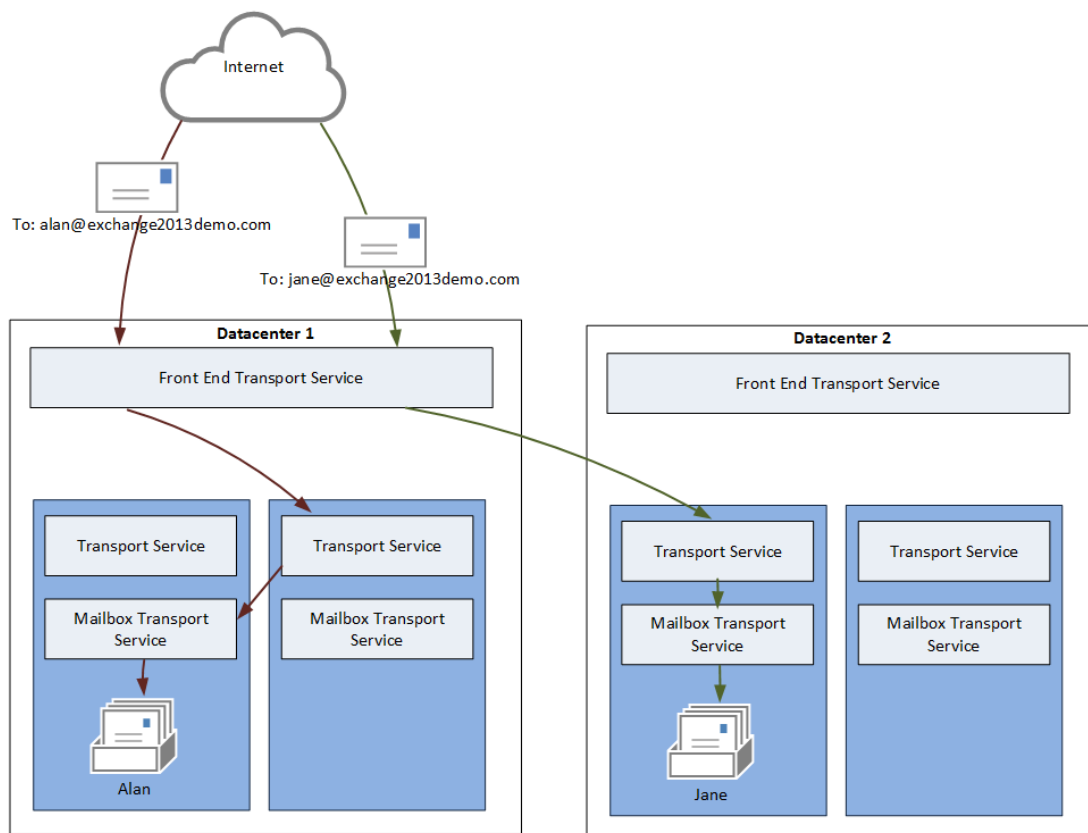 Internet
To: alan@exchange2013demo.com
To: jane@exchange2013demo.com
Datacenter 1
Front End Transport Service
Transport Service
Transport Service
Mailbox Transport
Service
Mailbox Transport
Service
Alan
Datacenter 2
Front End Transport Service
Transport Service
Transport Service
Mailbox Transport
Service
Mailbox Transport
Service
Jane